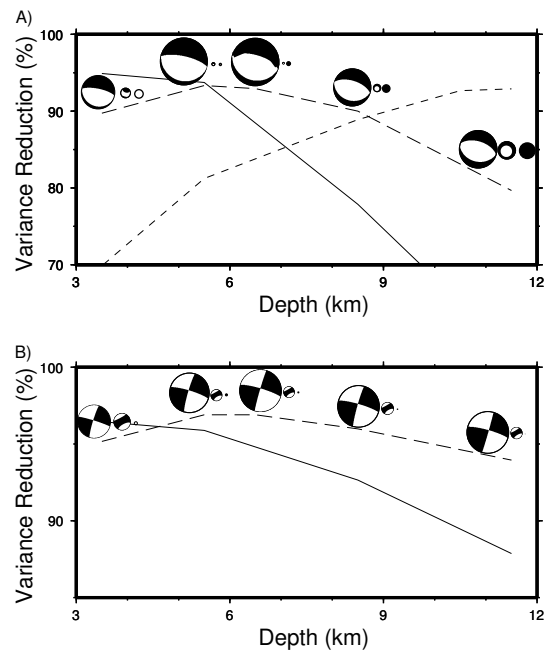 A)
100
90
80
70
Variance Reduction (%)
3 6 9 12
Depth (km)
B)
100
90
Variance Reduction (%)
3 6 9 12
Depth (km)